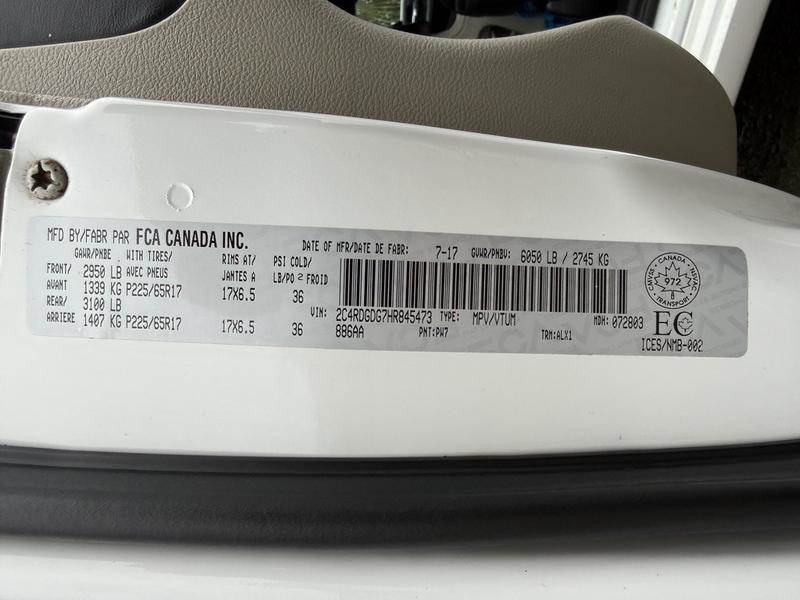 MFD BY/FABR PAR FCA CANADA INC. DATE OF MFR/DATE DE FABR: 7-17 GVWR/PNBV: 6050 LB / 2745 KG
GAWR/PNBE WITH TIRES/ RIMS AT/ PSI COLD/
FRONT/ 2950 LB AVEC PNEUS JANTES A LB/PO 2 FROID
AVANT 1339 KG P225/65R17 17X6.5 36
REAR/ 3100 LB
ARRIERE 1407 KG P225/65R17 17X6.5 36
VIN: 2C4RDGDG7HR845473 TYPE: MPV/VTUM MDH: 072803
886AA PNT:PW7 TRM:ALX1
CANADA
CMVSS NSVAC
972
B
TRANSPORT
EC
ICES/NMB-002